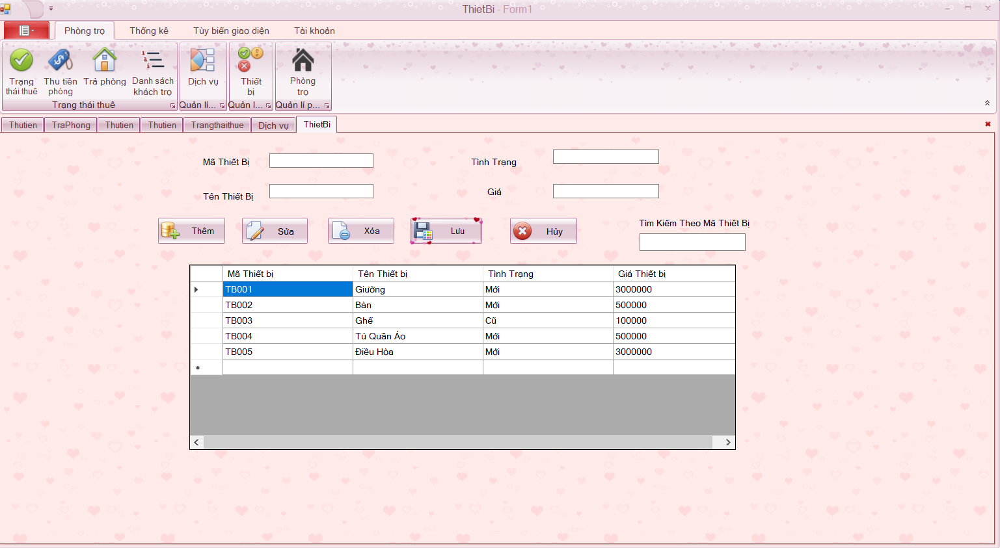 ThietBi - Form1
Phòng trọ Thống kê Tùy biến giao diện Tài khoản
Trạng thái thuê
Thu tiền phòng
Trả phòng
Danh sách khách trọ
Dịch vụ
Thiết bị
Phòng trọ
Trạng thái thuê Quản lí... Quản l... Quản lí p...
Thutien TraPhong Thutien Thutien Trangthaithue Dịch vụ ThietBi
Mã Thiết Bị Tình Trạng
Tên Thiết Bị Giá
Thêm Sửa Xóa Lưu Hủy Tìm Kiếm Theo Mã Thiết Bị
Mã Thiết bị Tên Thiết bị Tình Trạng Giá Thiết bị
TB001 Giường Mới 3000000
TB002 Bàn Mới 500000
TB003 Ghế Cũ 100000
TB004 Tủ Quần Áo Mới 500000
TB005 Điều Hòa Mới 3000000